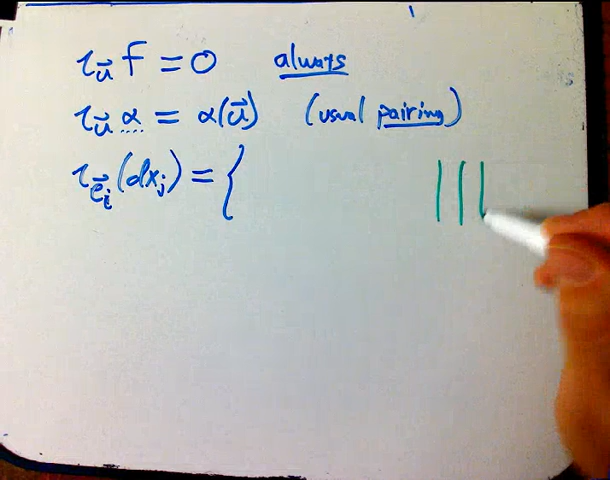 ι_u⃗ f = 0 always
ι_u⃗ α = α(u⃗) (usual pairing)
ι_e⃗_i (dx_j) = {